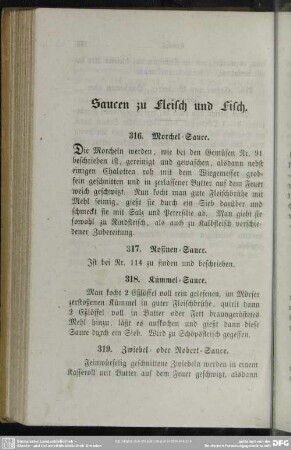 Saucen zu Fleisch und Fisch.
316. Morchel-Sauce.
Die Morcheln werden, wie bei den Gemüsen Nr. 91
beschrieben ist, gereinigt und gewaschen, alsdann nebst
einigen Chalotten roh mit dem Wiegemesser grob-
fein geschnitten und in zerlassener Butter auf dem Feuer
weich geschwitzt. Nun kocht man gute Fleischbrühe mit
Mehl seimig, gießt sie durch ein Sieb darüber und
schmeckt sie mit Salz und Petersilie ab. Man giebt sie
sowohl zu Rindfleisch, als auch zu Kalbfleisch verschie-
dener Zubereitung.
317. Rosinen-Sauce.
Ist bei Nr. 114 zu finden und beschrieben.
318. Kümmel-Sauce.
Man kocht 2 Eßlöffel voll rein gelesenen, im Mörser
zerstoßenen Kümmel in guter Fleischbrühe, quirlt dann
2 Eßlöffel voll in Butter oder Fett braungeröstetes
Mehl hinzu, läßt es aufkochen und gießt dann diese
Sauce durch ein Sieb. Wird zu Schöpsfleisch gegessen.
319. Zwiebel- oder Robert-Sauce.
Feinwürfelig geschnittene Zwiebeln werden in einem
Kasseroll mit Butter auf dem Feuer geschwitzt, alsdann